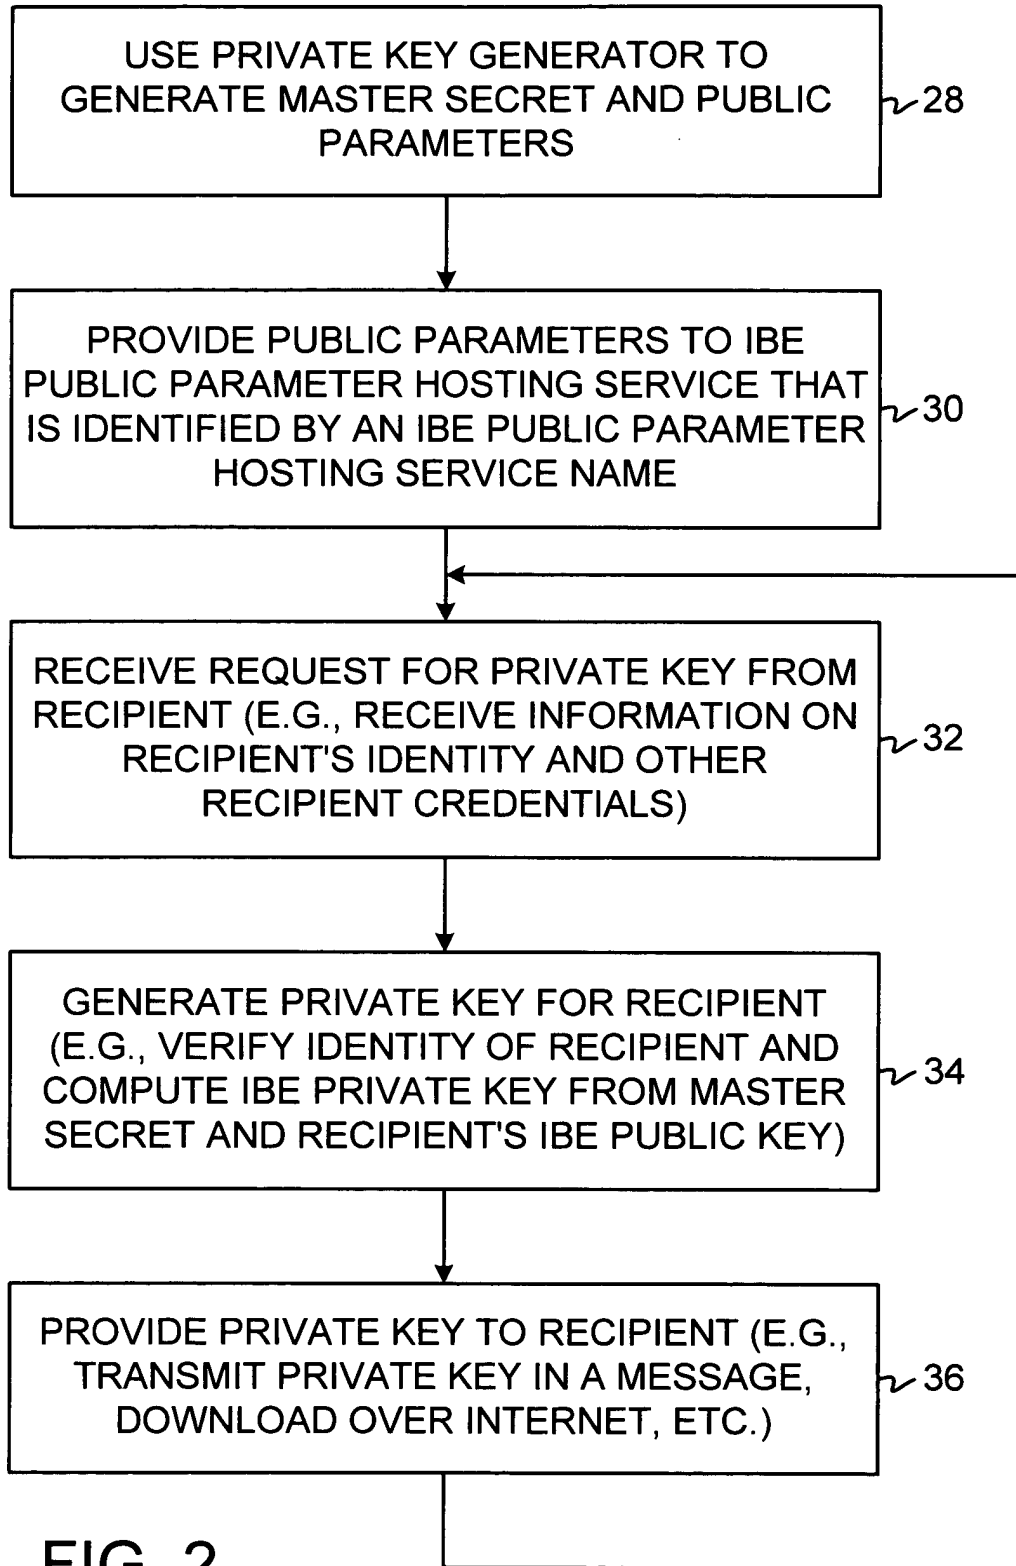 USE PRIVATE KEY GENERATOR TO
GENERATE MASTER SECRET AND PUBLIC
PARAMETERS
28
PROVIDE PUBLIC PARAMETERS TO IBE
PUBLIC PARAMETER HOSTING SERVICE THAT
IS IDENTIFIED BY AN IBE PUBLIC PARAMETER
HOSTING SERVICE NAME
30
RECEIVE REQUEST FOR PRIVATE KEY FROM
RECIPIENT (E.G., RECEIVE INFORMATION ON
RECIPIENT'S IDENTITY AND OTHER
RECIPIENT CREDENTIALS)
32
GENERATE PRIVATE KEY FOR RECIPIENT
(E.G., VERIFY IDENTITY OF RECIPIENT AND
COMPUTE IBE PRIVATE KEY FROM MASTER
SECRET AND RECIPIENT'S IBE PUBLIC KEY)
34
PROVIDE PRIVATE KEY TO RECIPIENT (E.G.,
TRANSMIT PRIVATE KEY IN A MESSAGE,
DOWNLOAD OVER INTERNET, ETC.)
36
FIG. 2